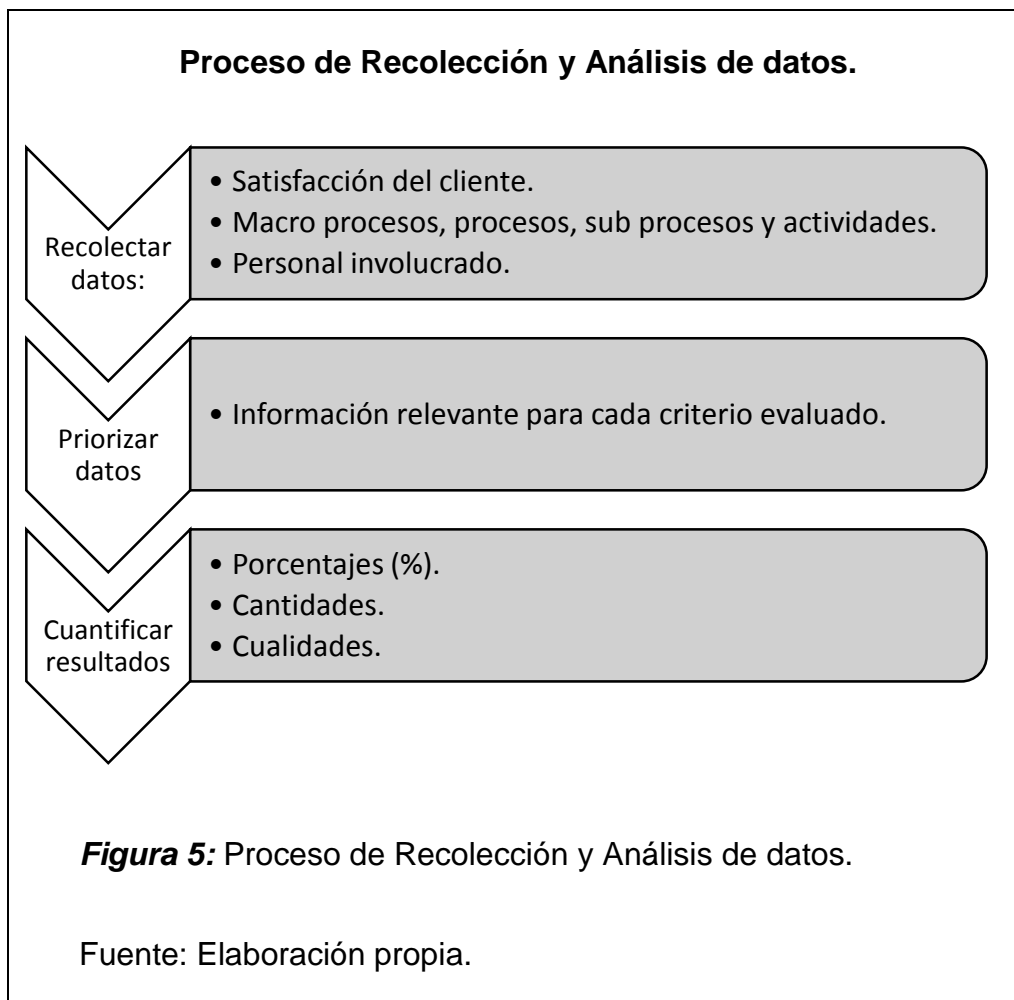 Proceso de Recolección y Análisis de datos.
Recolectar
datos:
• Satisfacción del cliente.
• Macro procesos, procesos, sub procesos y actividades.
• Personal involucrado.
Priorizar
datos
• Información relevante para cada criterio evaluado.
Cuantificar
resultados
• Porcentajes (%).
• Cantidades.
• Cualidades.
Figura 5: Proceso de Recolección y Análisis de datos.
Fuente: Elaboración propia.